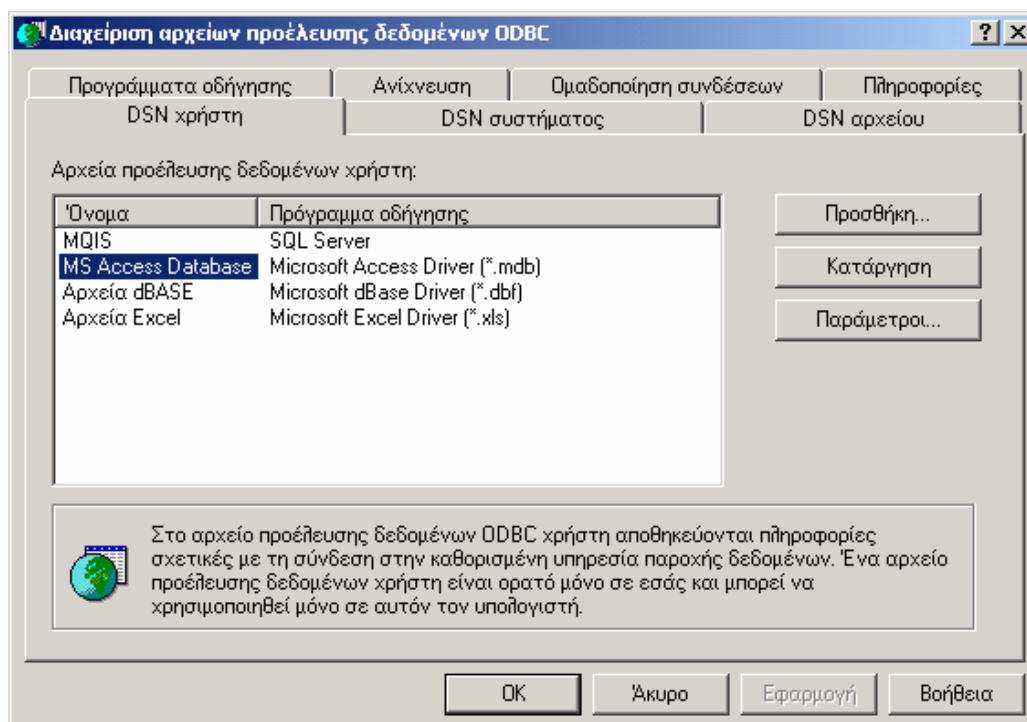 Διαχείριση αρχείων προέλευσης δεδομένων ODBC
Προγράμματα οδήγησης Ανίχνευση Ομαδοποίηση συνδέσεων Πληροφορίες
DSN χρήστη DSN συστήματος DSN αρχείου
Αρχεία προέλευσης δεδομένων χρήστη:
Όνομα Πρόγραμμα οδήγησης
MQIS SQL Server
MS Access Database Microsoft Access Driver (*.mdb)
Αρχεία dBASE Microsoft dBase Driver (*.dbf)
Αρχεία Excel Microsoft Excel Driver (*.xls)
Προσθήκη...
Κατάργηση
Παράμετροι...
Στο αρχείο προέλευσης δεδομένων ODBC χρήστη αποθηκεύονται πληροφορίες
σχετικές με τη σύνδεση στην καθορισμένη υπηρεσία παροχής δεδομένων. Ένα αρχείο
προέλευσης δεδομένων χρήστη είναι ορατό μόνο σε εσάς και μπορεί να
χρησιμοποιηθεί μόνο σε αυτόν τον υπολογιστή.
OK Άκυρο Εφαρμογή Βοήθεια